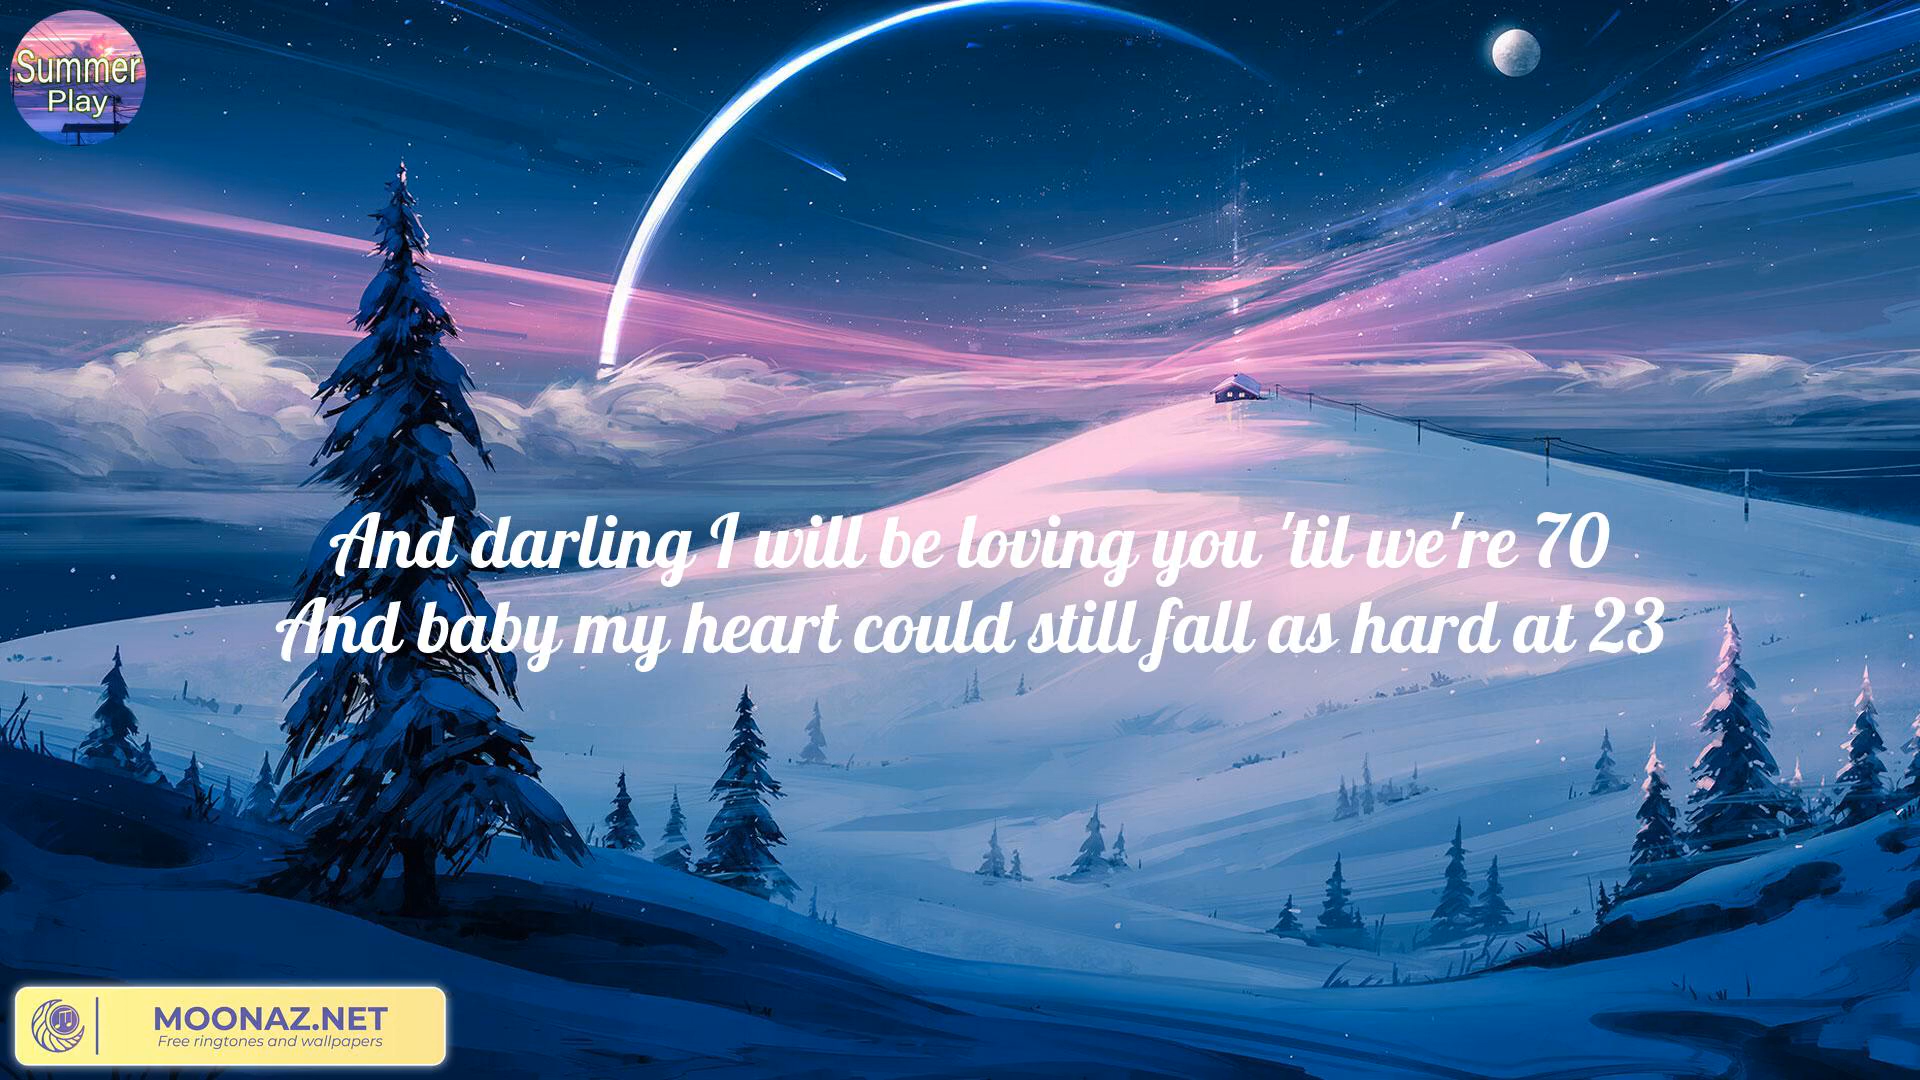 Summer
Play
And darling I will be loving you 'til we're 70
And baby my heart could still fall as hard at 23
MOONAZ.NET
Free ringtones and wallpapers